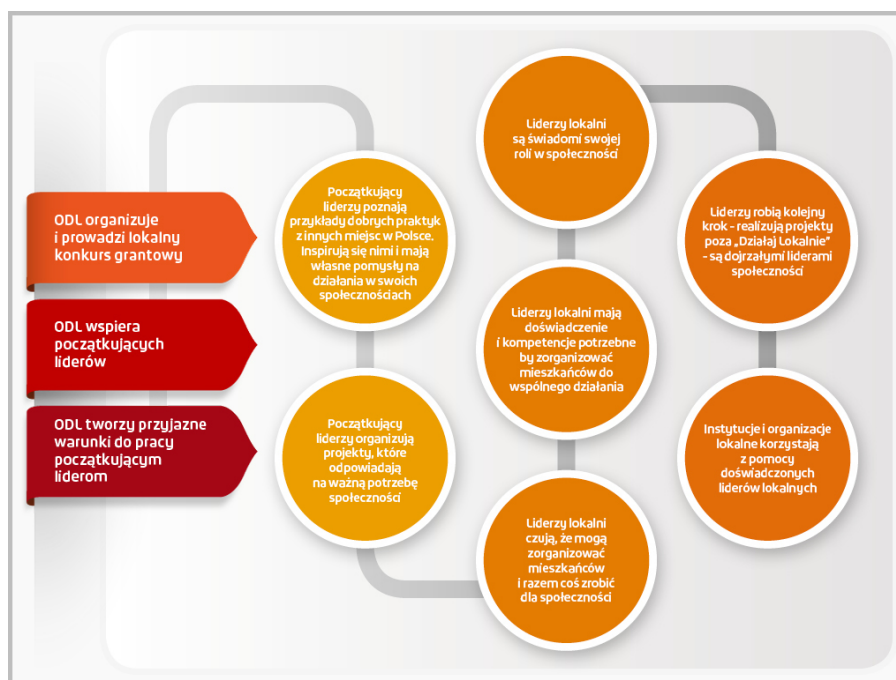 ODL organizuje
i prowadzi lokalny
konkurs grantowy
ODL wspiera
początkujących
liderów
ODL tworzy przyjazne
warunki do pracy
początkującym
liderom
Początkujący
liderzy poznają
przykłady dobrych praktyk
z innych miejsc w Polsce.
Inspirują się nimi i mają
własne pomysły na
działania w swoich
społecznościach
Początkujący
liderzy organizują
projekty, które
odpowiadają
na ważną potrzebę
społeczności
Liderzy lokalni
czują, że mogą
zorganizować
mieszkańców
i razem coś zrobić
dla społeczności
Liderzy lokalni mają
doświadczenie
i kompetencje potrzebne
by zorganizować
mieszkańców do
wspólnego działania
Liderzy lokalni
są świadomi swojej
roli w społeczności
Liderzy robią kolejny
krok - realizują projekty
poza „Działaj Lokalnie”
- są dojrzałymi liderami
społeczności
Instytucje i organizacje
lokalne korzystają
z pomocy
doświadczonych
liderów lokalnych